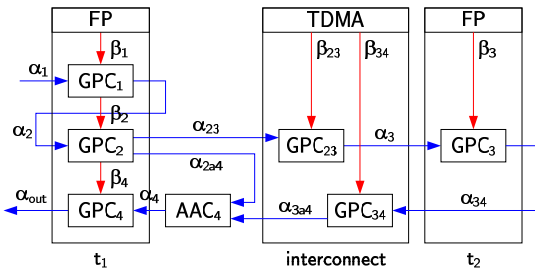 FP TDMA FP
β1 β23 β34 β3
α1 GPC1
β2
α2 GPC2 α23 GPC23 α3 GPC3
α2a4
β4
αout GPC4 α4 AAC4 α3a4 GPC34 α34
t1 interconnect t2